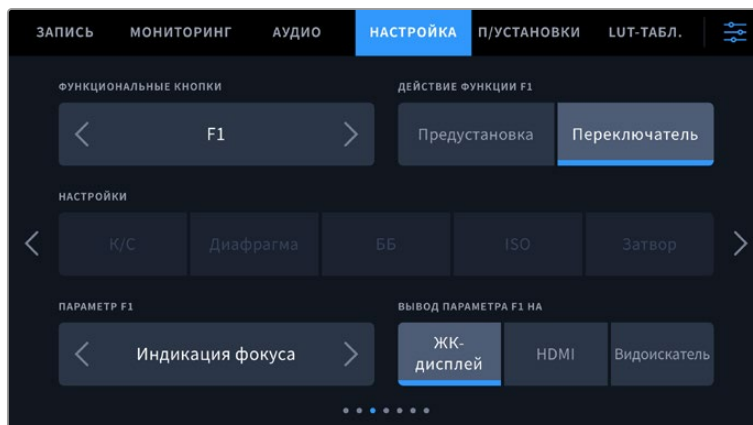 ЗАПИСЬ МОНИТОРИНГ АУДИО НАСТРОЙКА П/УСТАНОВКИ LUT-ТАБЛ.
ФУНКЦИОНАЛЬНЫЕ КНОПКИ ДЕЙСТВИЕ ФУНКЦИИ F1
F1 Предустановка Переключатель
НАСТРОЙКИ
К/С Диафрагма ББ ISO Затвор
ПАРАМЕТР F1 ВЫВОД ПАРАМЕТРА F1 НА
Индикация фокуса ЖК-
дисплей HDMI Видоискатель